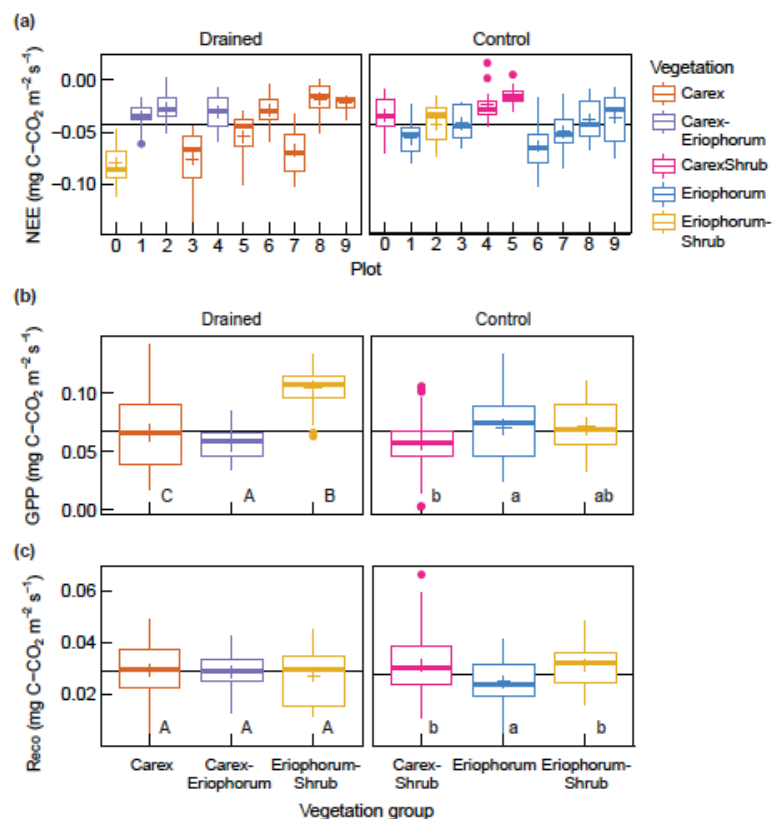 (a)
Drained
Control
NEE (mg C–CO2 m−2 s−1)
0.00
−0.05
−0.10
0 1 2 3 4 5 6 7 8 9
0 1 2 3 4 5 6 7 8 9
Plot
Vegetation
Carex
Carex-
Eriophorum
CarexShrub
Eriophorum
Eriophorum-
Shrub
(b)
Drained
Control
GPP (mg C–CO2 m−2 s−1)
0.10
0.05
0.00
C A B
b a ab
(c)
Reco (mg C–CO2 m−2 s−1)
0.06
0.04
0.02
A A A
b a b
Carex
Carex-
Eriophorum
Eriophorum-
Shrub
Carex-
Shrub
Eriophorum
Eriophorum-
Shrub
Vegetation group